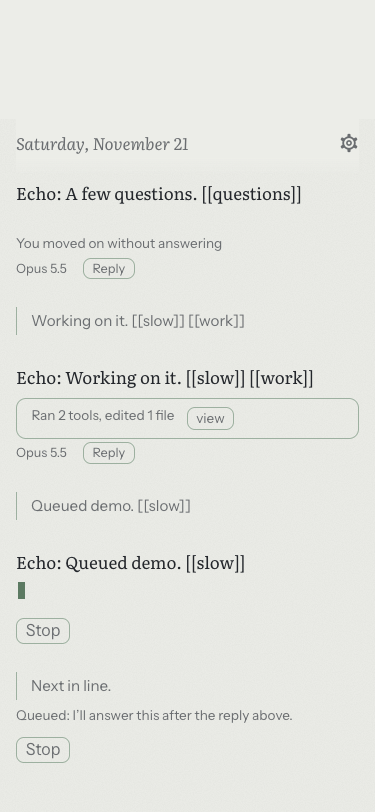 Saturday, November 21
Echo: A few questions. [[questions]]
You moved on without answering
Opus 5.5 Reply
Working on it. [[slow]] [[work]]
Echo: Working on it. [[slow]] [[work]]
Ran 2 tools, edited 1 file view
Opus 5.5 Reply
Queued demo. [[slow]]
Echo: Queued demo. [[slow]]
Stop
Next in line.
Queued: I’ll answer this after the reply above.
Stop